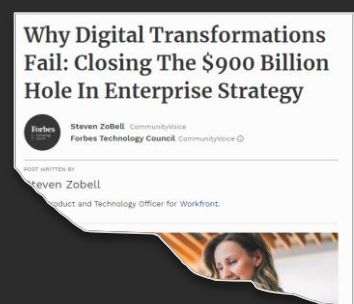 Why Digital Transformations
Fail: Closing The $900 Billion
Hole In Enterprise Strategy
Forbes
Steven ZoBell CommunityVoice
Forbes Technology Council CommunityVoice
POST WRITTEN BY
Steven Zobell
Product and Technology Officer for Workfront.